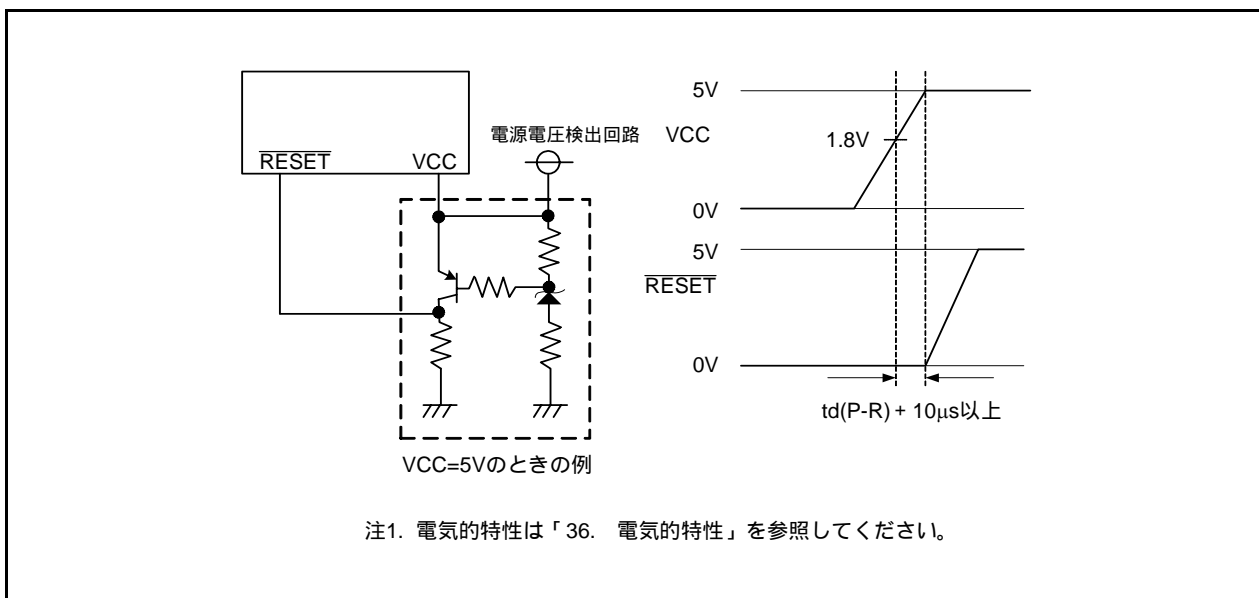 RESET
VCC
電源電圧検出回路
VCC=5Vのときの例
5V
VCC
1.8V
0V
5V
RESET
0V
td(P-R) + 10μs以上
注1. 電気的特性は「36. 電気的特性」を参照してください。